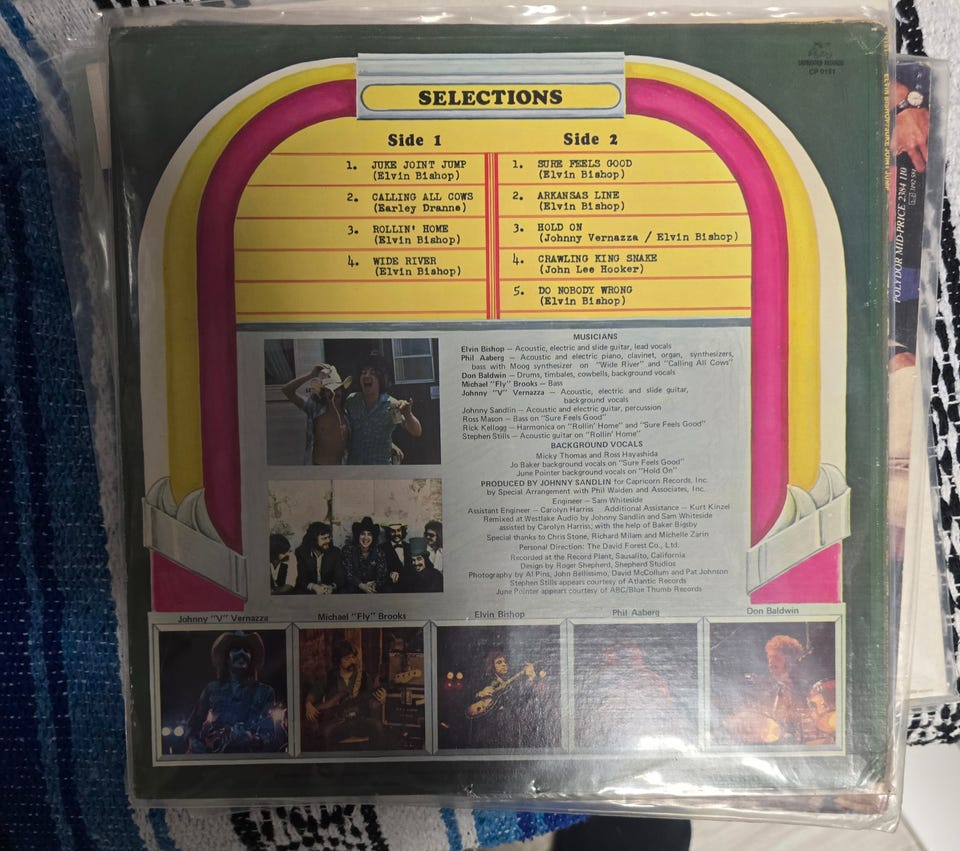 CAPRICORN RECORDS
CP 0151
SELECTIONS
Side 1
1. JUKE JOINT JUMP
(Elvin Bishop)
2. CALLING ALL COWS
(Earley Dranne)
3. ROLLIN' HOME
(Elvin Bishop)
4. WIDE RIVER
(Elvin Bishop)
Side 2
1. SURE FEELS GOOD
(Elvin Bishop)
2. ARKANSAS LINE
(Elvin Bishop)
3. HOLD ON
(Johnny Vernazza / Elvin Bishop)
4. CRAWLING KING SNAKE
(John Lee Hooker)
5. DO NOBODY WRONG
(Elvin Bishop)
MUSICIANS
Elvin Bishop — Acoustic, electric and slide guitar, lead vocals
Phil Aaberg — Acoustic and electric piano, clavinet, organ, synthesizers,
bass with Moog synthesizer on "Wide River" and "Calling All Cows"
Don Baldwin — Drums, timbales, cowbells, background vocals
Michael "Fly" Brooks — Bass
Johnny "V" Vernazza — Acoustic, electric and slide guitar,
background vocals
Johnny Sandlin — Acoustic and electric guitar, percussion
Ross Mason — Bass on "Sure Feels Good"
Rick Kellogg — Harmonica on "Rollin' Home" and "Sure Feels Good"
Stephen Stills — Acoustic guitar on "Rollin' Home"
BACKGROUND VOCALS
Micky Thomas and Ross Hayashida
Jo Baker background vocals on "Sure Feels Good"
June Pointer background vocals on "Hold On"
PRODUCED BY JOHNNY SANDLIN for Capricorn Records, Inc.
by Special Arrangement with Phil Walden and Associates, Inc.
Engineer — Sam Whiteside
Assistant Engineer — Carolyn Harriss Additional Assistance — Kurt Kinzel
Remixed at Westlake Audio by Johnny Sandlin and Sam Whiteside
assisted by Carolyn Harriss; with the help of Baker Bigsby
Special thanks to Chris Stone, Richard Milam and Michelle Zarin
Personal Direction: The David Forest Co., Ltd.
Recorded at the Record Plant, Sausalito, California
Design by Roger Shepherd, Shepherd Studios
Photography by Al Pins, John Bellissimo, David McCollum and Pat Johnson
Stephen Stills appears courtesy of Atlantic Records
June Pointer appears courtesy of ABC/Blue Thumb Records
Johnny "V" Vernazza
Michael "Fly" Brooks
Elvin Bishop
Phil Aaberg
Don Baldwin
ELVIN BISHOP/JUKE JOINT JUMP
POLYDOR MID-PRICE 2384 110